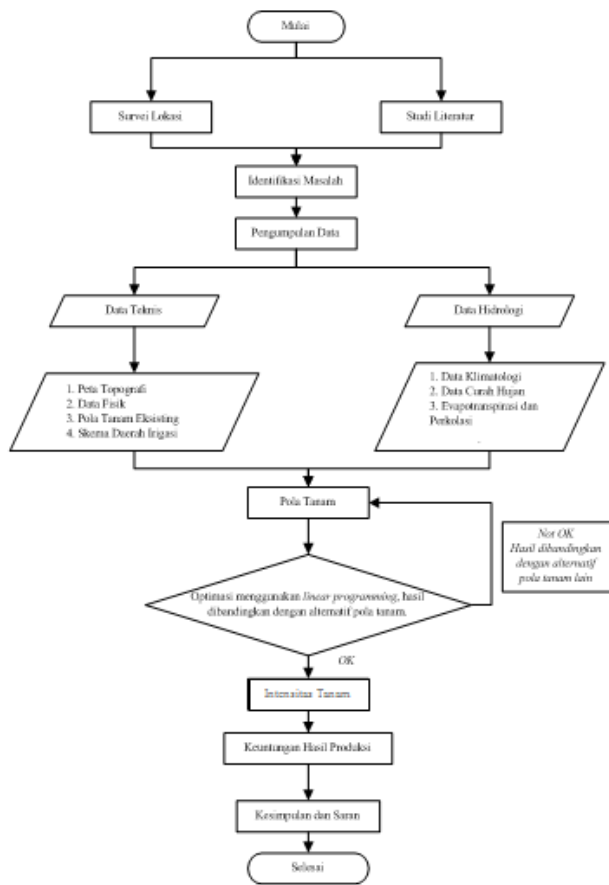 Mulai
Survei Lokasi
Studi Literatur
Identifikasi Masalah
Pengumpulan Data
Data Teknis
Data Hidrologi
1. Peta Topografi
2. Data Fisik
3. Pola Tanam Eksisting
4. Skema Daerah Irigasi
1. Data Klimatologi
2. Data Curah Hujan
3. Evapotranspirasi dan
Perkolasi
Pola Tanam
Not OK
Hasil dibandingkan
dengan alternatif
pola tanam lain
Optimasi menggunakan linear programming, hasil
dibandingkan dengan alternatif pola tanam.
OK
Intensitas Tanam
Keuntungan Hasil Produksi
Kesimpulan dan Saran
Selesai